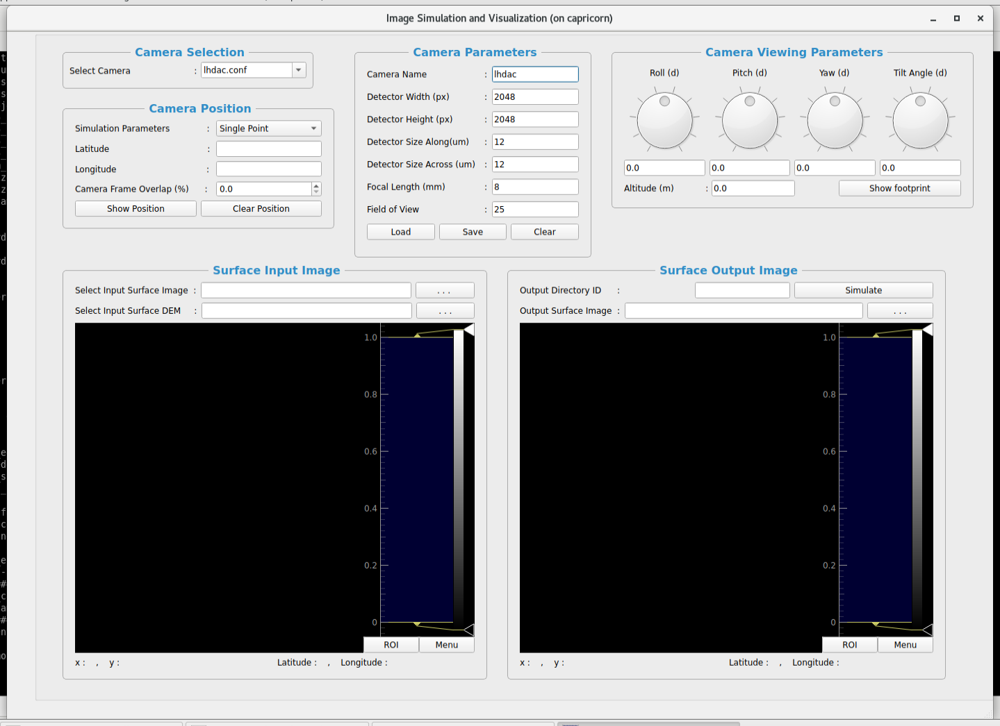 Image Simulation and Visualization (on capricorn)
Camera Selection
Select Camera : lhdac.conf
Camera Position
Simulation Parameters : Single Point
Latitude :
Longitude :
Camera Frame Overlap (%) : 0.0
Show Position Clear Position
Camera Parameters
Camera Name : lhdac
Detector Width (px) : 2048
Detector Height (px) : 2048
Detector Size Along(um) : 12
Detector Size Across (um) : 12
Focal Length (mm) : 8
Field of View : 25
Load Save Clear
Camera Viewing Parameters
Roll (d) Pitch (d) Yaw (d) Tilt Angle (d)
0.0 0.0 0.0 0.0
Altitude (m) : 0.0 Show footprint
Surface Input Image
Select Input Surface Image : . . .
Select Input Surface DEM : . . .
1.0
0.8
0.6
0.4
0.2
0
ROI Menu
x : , y : Latitude : , Longitude :
Surface Output Image
Output Directory ID : Simulate
Output Surface Image : . . .
1.0
0.8
0.6
0.4
0.2
0
ROI Menu
x : , y : Latitude : , Longitude :